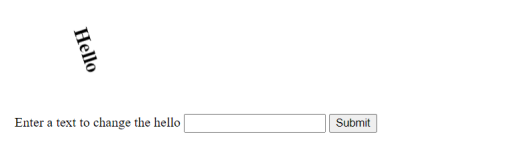 Hello
Enter a text to change the hello
Submit